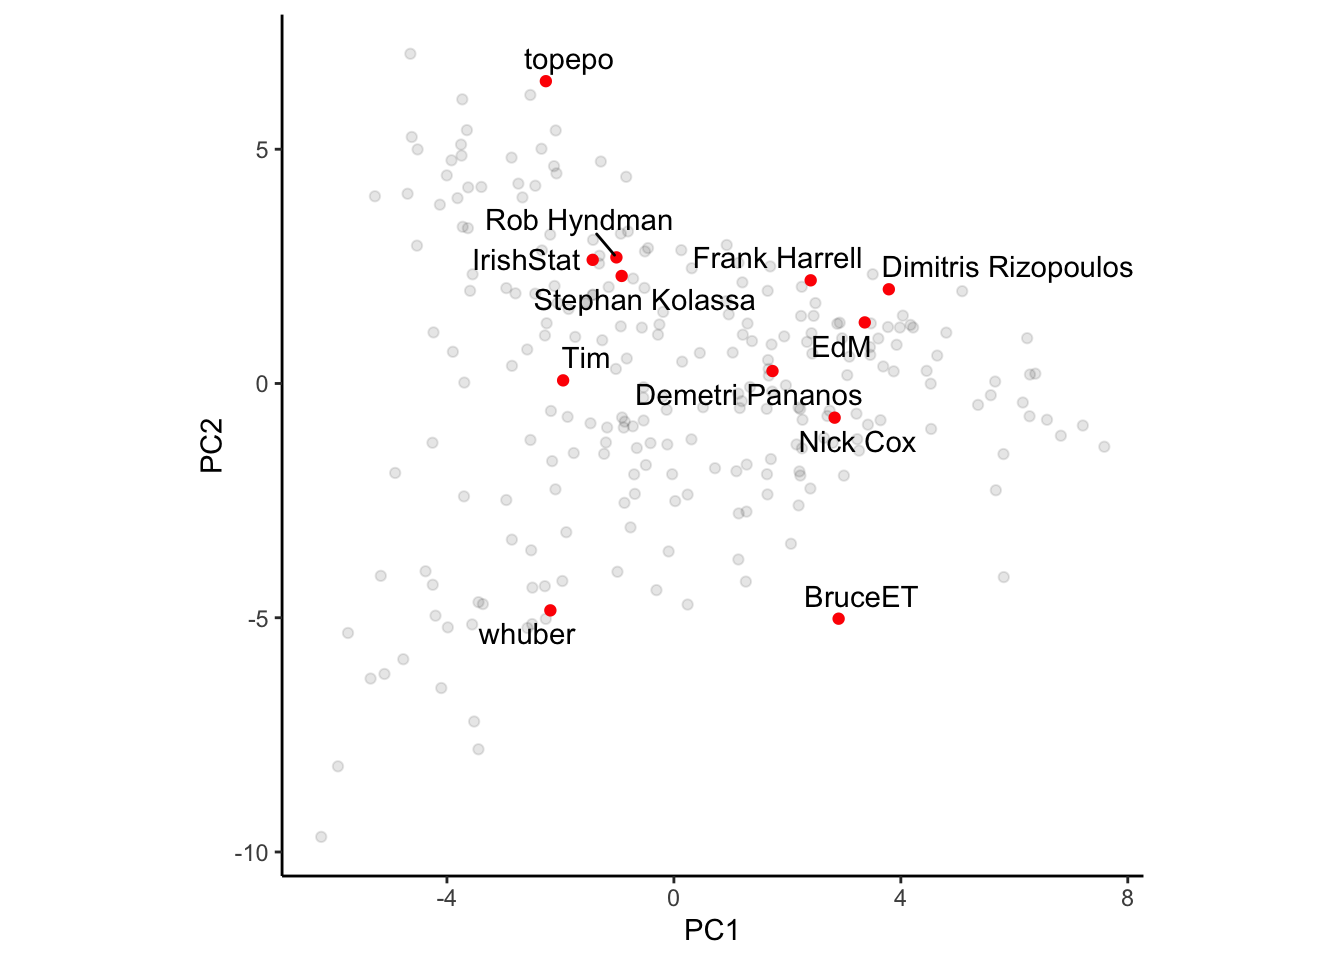 topepo
5
Rob Hyndman
IrishStat
Frank Harrell
Dimitris Rizopoulos
Stephan Kolassa
EdM
Tim
0
Demetri Pananos
PC2
Nick Cox
BruceET
-5
whuber
-10
-4
0
4
8
PC1